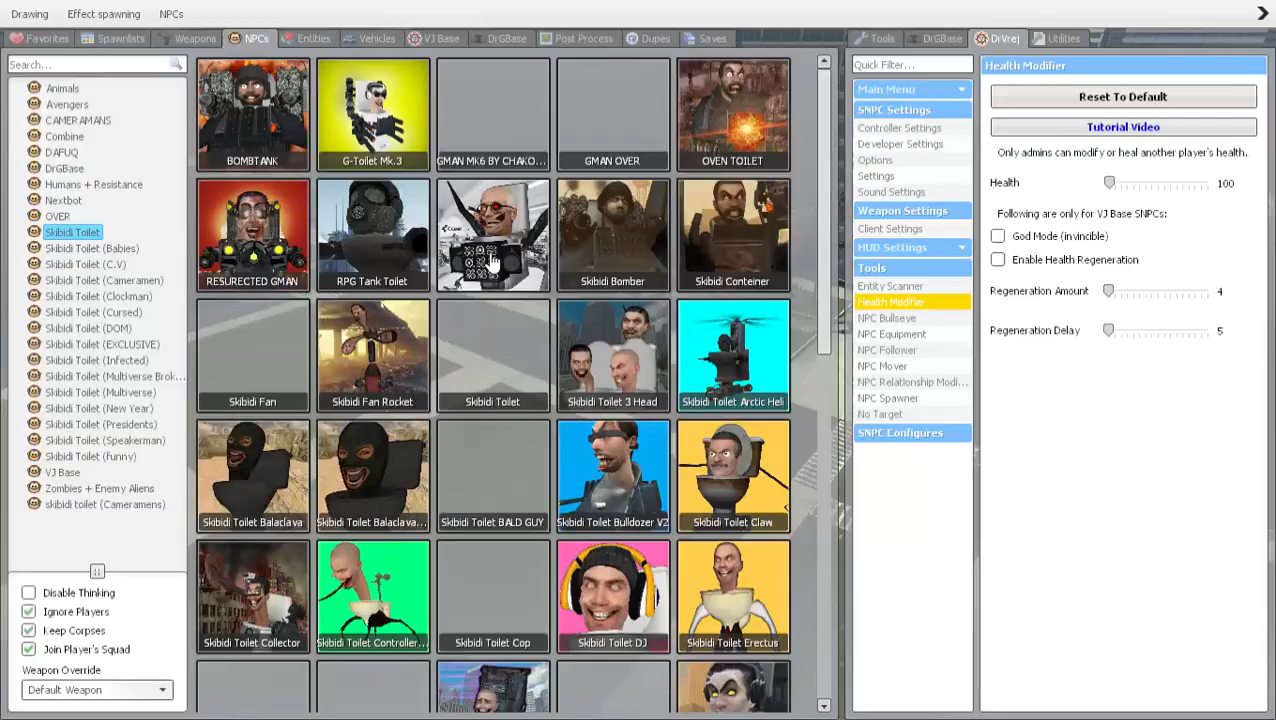 Drawing Effect spawning NPCs
Favorites Spawnlists Weapons NPCs Entities Vehicles VJ Base DrGBase Post Process Dupes Saves
Search...
Animals
Avengers
CAMERAMANS
Combine
DAFUQ
DrGBase
Humans + Resistance
Nextbot
OVER
Skibidi Toilet
Skibidi Toilet (Babies)
Skibidi Toilet (C.V)
Skibidi Toilet (Cameramen)
Skibidi Toilet (Clockman)
Skibidi Toilet (Cursed)
Skibidi Toilet (DOM)
Skibidi Toilet (EXCLUSIVE)
Skibidi Toilet (Infected)
Skibidi Toilet (Multiverse Brok...
Skibidi Toilet (Multiverse)
Skibidi Toilet (New Year)
Skibidi Toilet (Presidents)
Skibidi Toilet (Speakerman)
Skibidi Toilet (funny)
VJ Base
Zombies + Enemy Aliens
skibidi toilet (Cameramens)
Disable Thinking
Ignore Players
Keep Corpses
Join Player's Squad
Weapon Override
Default Weapon
BOMBTANK G-Toilet Mk.3 GMAN Mk6 BY CHAKO... GMAN OVER OVEN TOILET
RESURECTED GMAN RPG Tank Toilet Skibidi Bomber Skibidi Conteiner
Skibidi Fan Skibidi Fan Rocket Skibidi Toilet Skibidi Toilet 3 Head Skibidi Toilet Arctic Heli
Skibidi Toilet Balaclava Skibidi Toilet Balaclava... Skibidi Toilet BALD GUY Skibidi Toilet Bulldozer V2 Skibidi Toilet Claw
Skibidi Toilet Collector Skibidi Toilet Controller... Skibidi Toilet Cop Skibidi Toilet DJ Skibidi Toilet Erectus
Tools DrGBase DrVrej Utilities
Quick Filter...
Main Menu
SNPC Settings
Controller Settings
Developer Settings
Options
Settings
Sound Settings
Weapon Settings
Client Settings
HUD Settings
Tools
Entity Scanner
Health Modifier
NPC Bullseye
NPC Equipment
NPC Follower
NPC Mover
NPC Relationship Modi...
NPC Spawner
No Target
SNPC Configures
Health Modifier
Reset To Default
Tutorial Video
Only admins can modify or heal another player's health.
Health 100
Following are only for VJ Base SNPCs:
God Mode (invincible)
Enable Health Regeneration
Regeneration Amount 4
Regeneration Delay 5